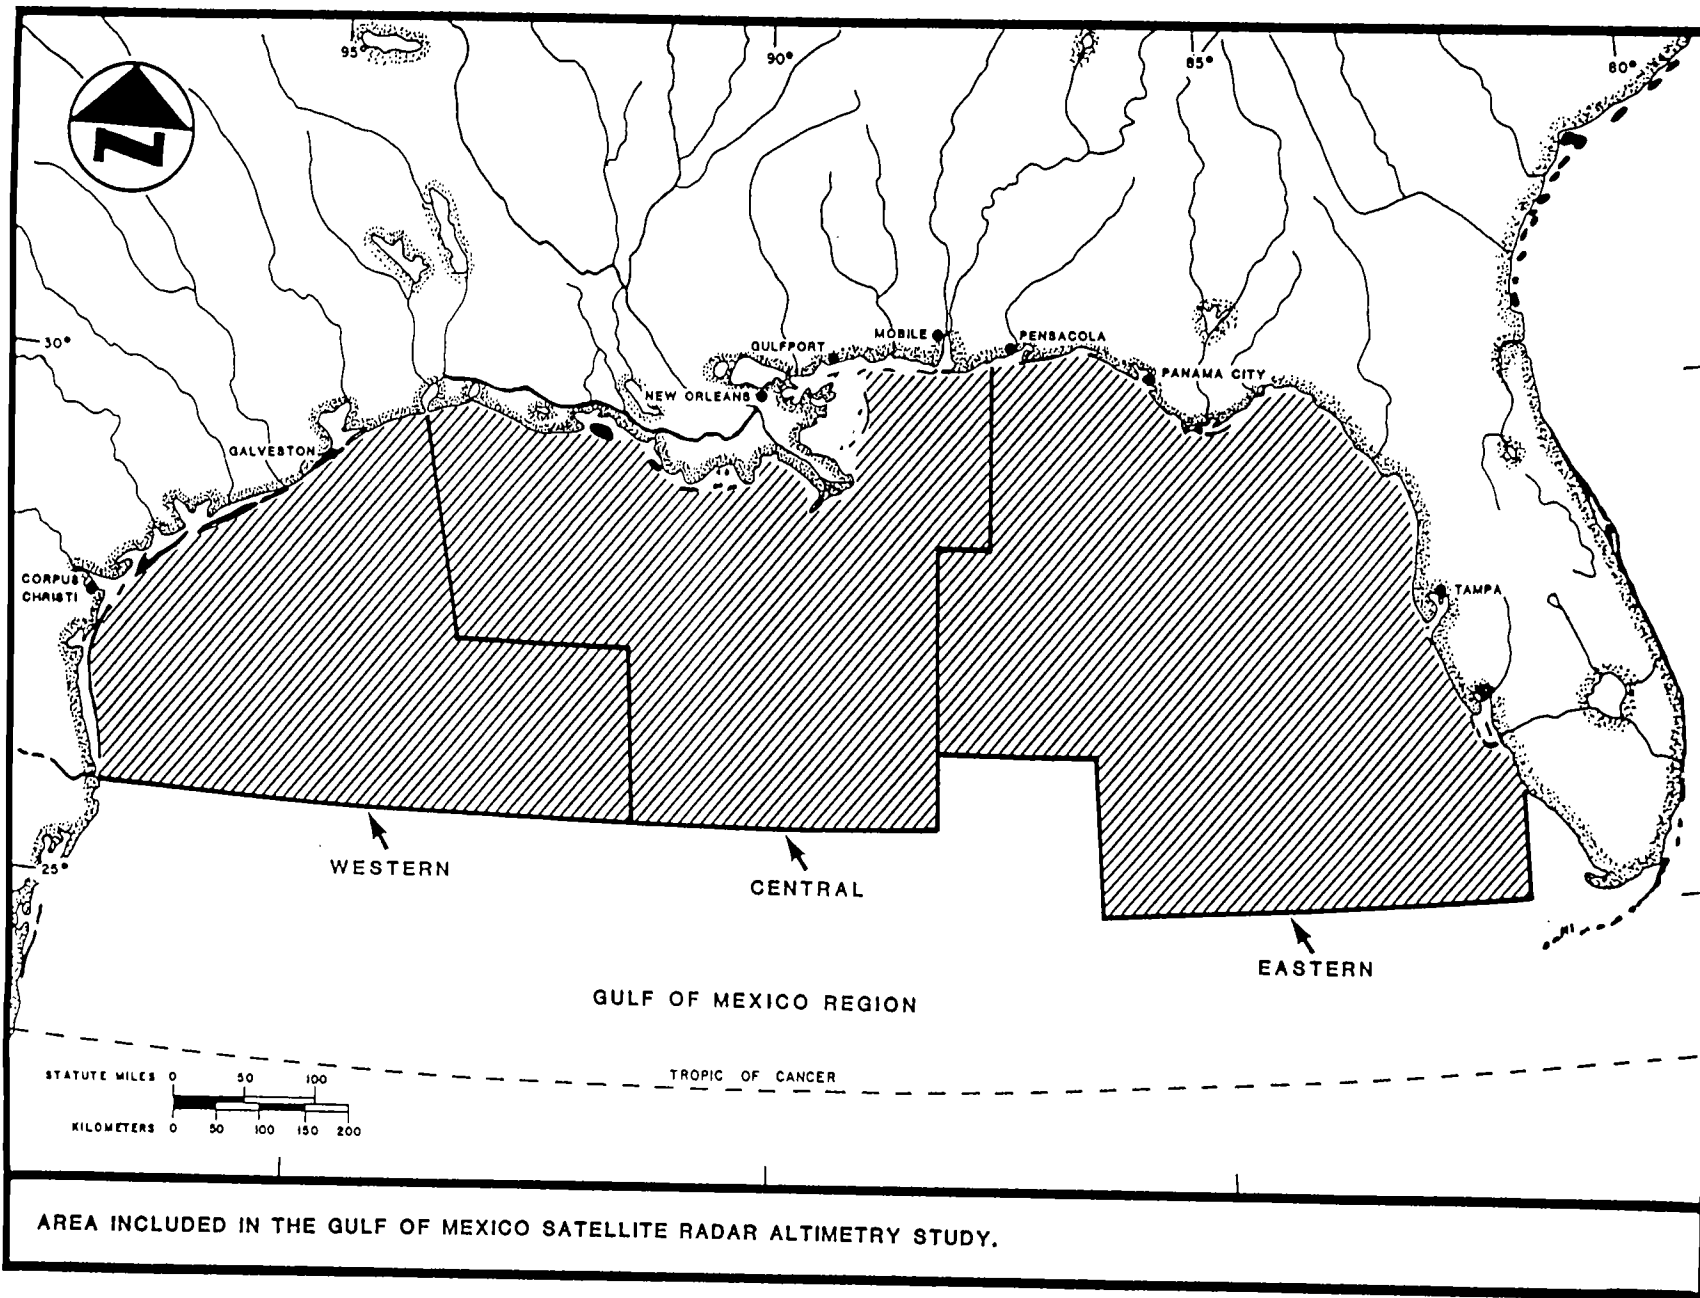 95°
90°
85°
80°
N
30°
GULFPORT
MOBILE
PENSACOLA
PANAMA CITY
NEW ORLEANS
GALVESTON
CORPUS
CHRISTI
TAMPA
25°
WESTERN
CENTRAL
EASTERN
GULF OF MEXICO REGION
TROPIC OF CANCER
STATUTE MILES 0 50 100
KILOMETERS 0 50 100 150 200
AREA INCLUDED IN THE GULF OF MEXICO SATELLITE RADAR ALTIMETRY STUDY.